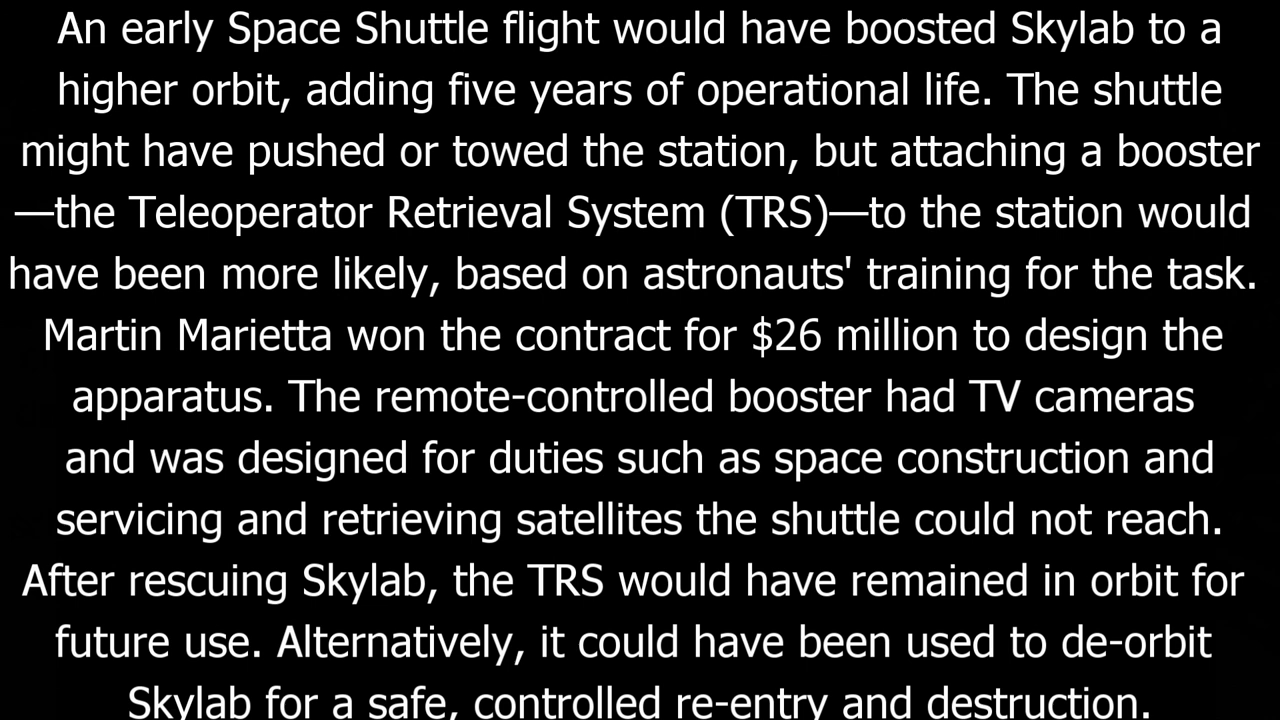 An early Space Shuttle flight would have boosted Skylab to a
higher orbit, adding five years of operational life. The shuttle
might have pushed or towed the station, but attaching a booster
—the Teleoperator Retrieval System (TRS)—to the station would
have been more likely, based on astronauts' training for the task.
Martin Marietta won the contract for $26 million to design the
apparatus. The remote-controlled booster had TV cameras
and was designed for duties such as space construction and
servicing and retrieving satellites the shuttle could not reach.
After rescuing Skylab, the TRS would have remained in orbit for
future use. Alternatively, it could have been used to de-orbit
Skylab for a safe, controlled re-entry and destruction.